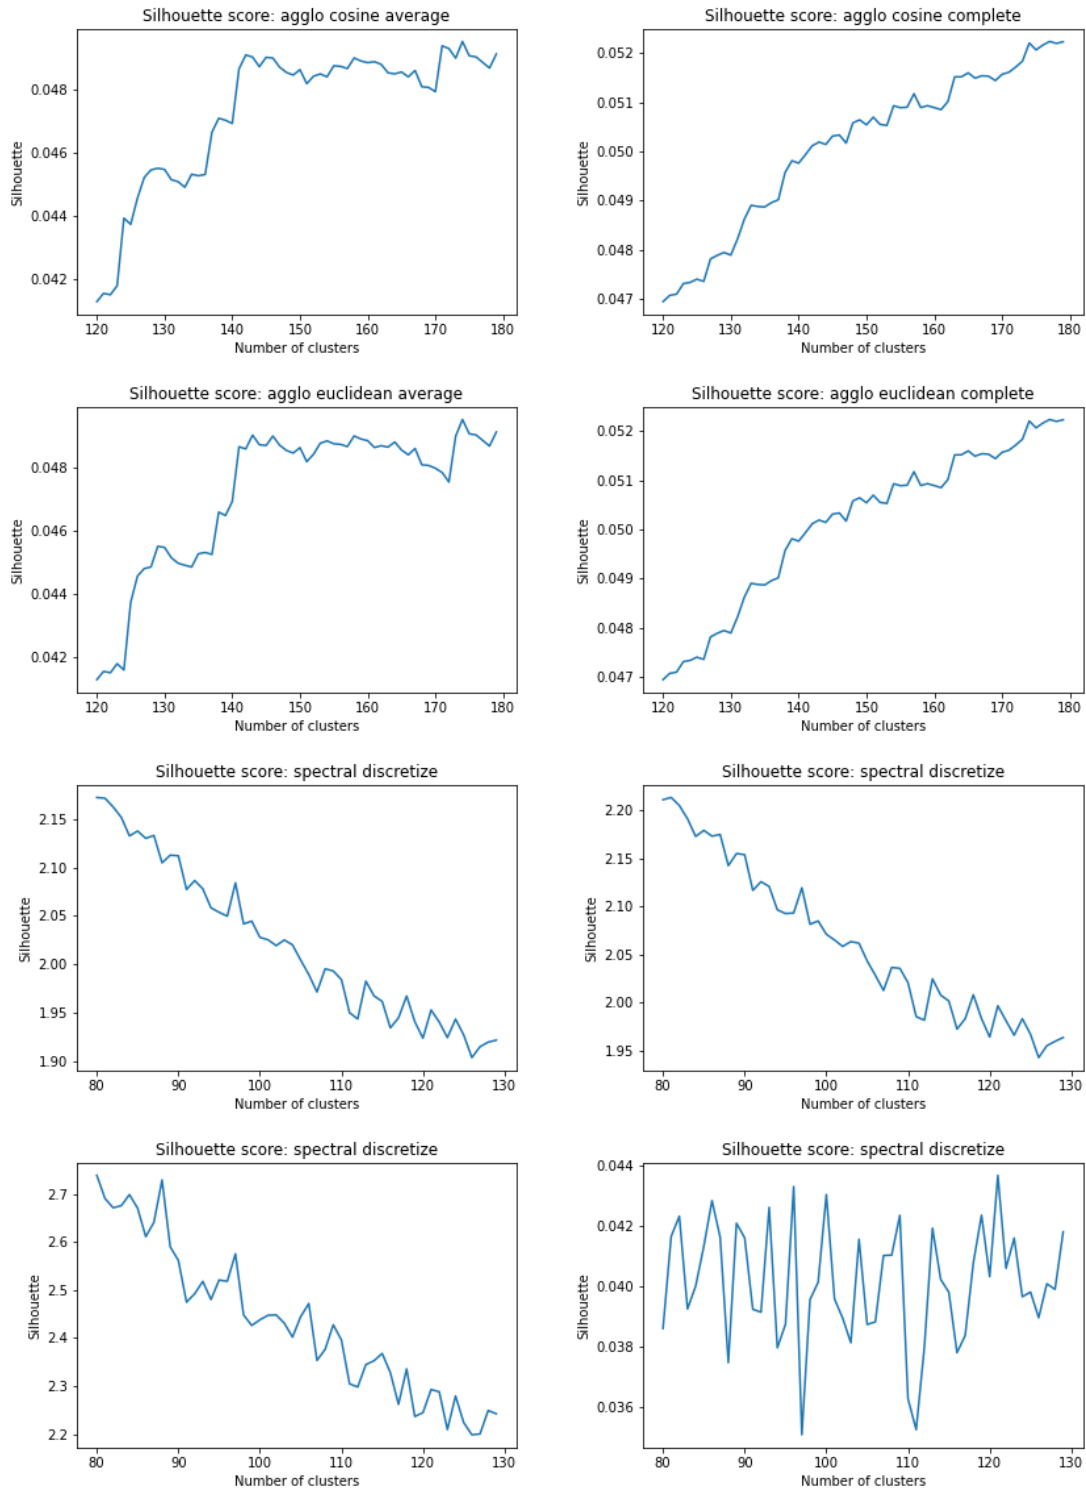 Silhouette score: agglo cosine average
Silhouette
0.048
0.046
0.044
0.042
120 130 140 150 160 170 180
Number of clusters
Silhouette score: agglo cosine complete
Silhouette
0.052
0.051
0.050
0.049
0.048
0.047
120 130 140 150 160 170 180
Number of clusters
Silhouette score: agglo euclidean average
Silhouette
0.048
0.046
0.044
0.042
120 130 140 150 160 170 180
Number of clusters
Silhouette score: agglo euclidean complete
Silhouette
0.052
0.051
0.050
0.049
0.048
0.047
120 130 140 150 160 170 180
Number of clusters
Silhouette score: spectral discretize
Silhouette
2.15
2.10
2.05
2.00
1.95
1.90
80 90 100 110 120 130
Number of clusters
Silhouette score: spectral discretize
Silhouette
2.20
2.15
2.10
2.05
2.00
1.95
80 90 100 110 120 130
Number of clusters
Silhouette score: spectral discretize
Silhouette
2.7
2.6
2.5
2.4
2.3
2.2
80 90 100 110 120 130
Number of clusters
Silhouette score: spectral discretize
Silhouette
0.044
0.042
0.040
0.038
0.036
80 90 100 110 120 130
Number of clusters